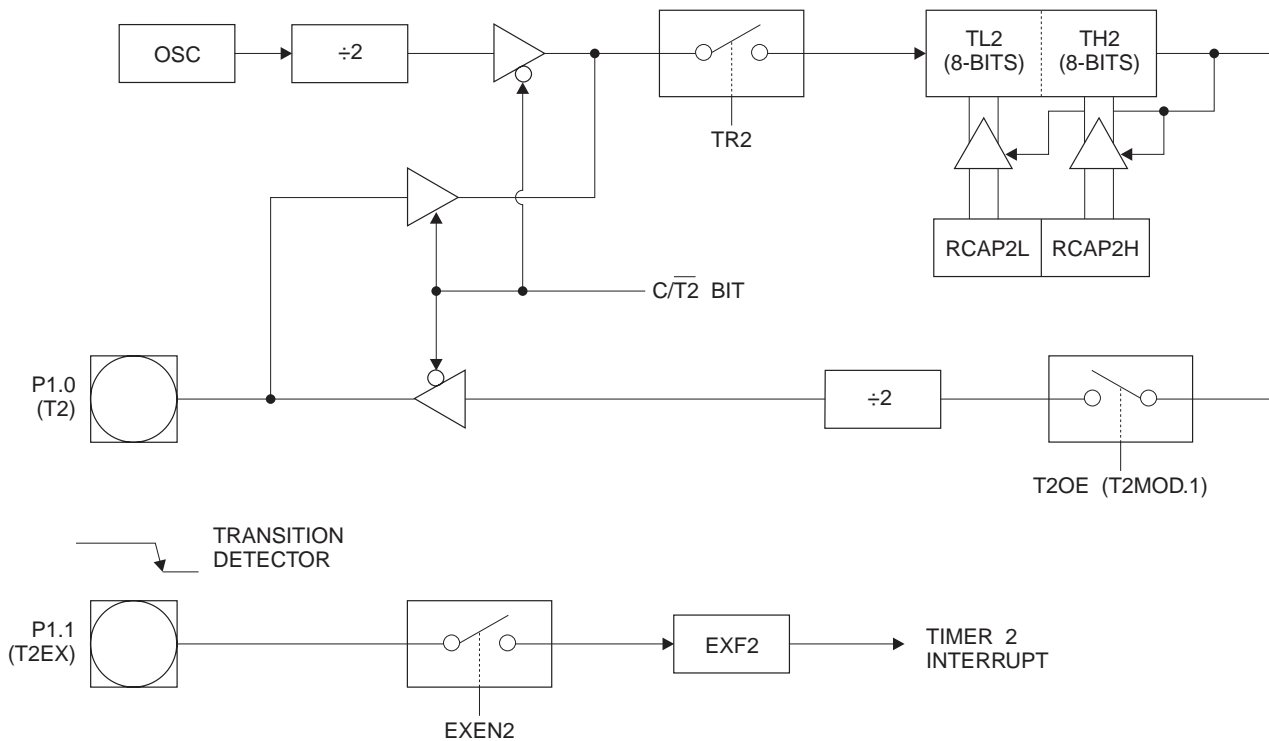 OSC
÷2
TR2
TL2
(8-BITS)
TH2
(8-BITS)
RCAP2L
RCAP2H
C/T2̅ BIT
P1.0
(T2)
÷2
T2OE (T2MOD.1)
TRANSITION
DETECTOR
P1.1
(T2EX)
EXEN2
EXF2
TIMER 2
INTERRUPT